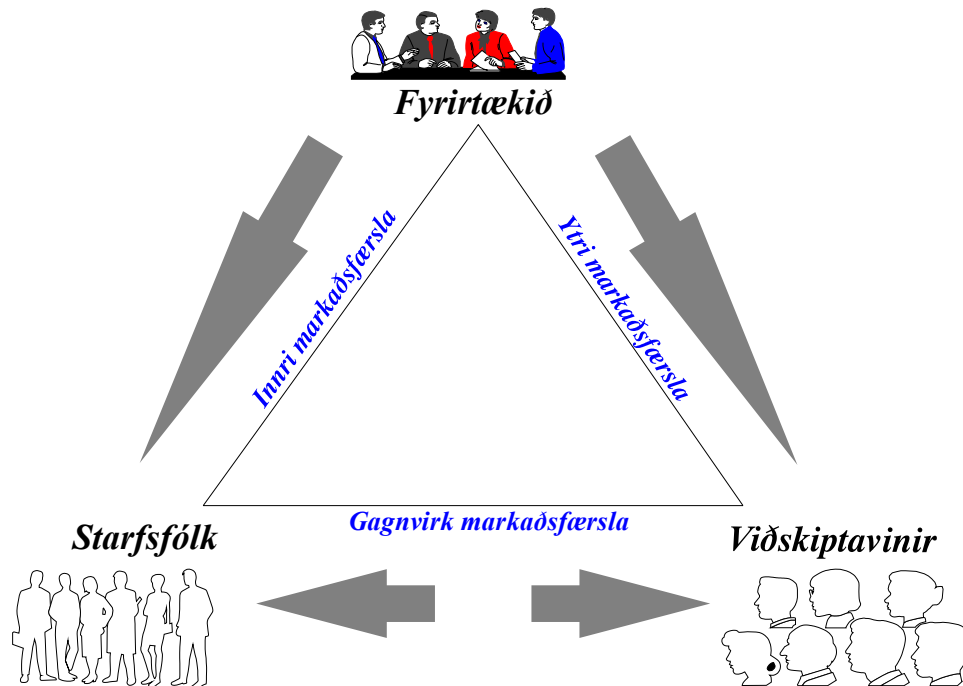 Fyrirtækið
Innri markaðsfærsla
Ytri markaðsfærsla
Gagnvirk markaðsfærsla
Starfsfólk
Viðskiptavinir